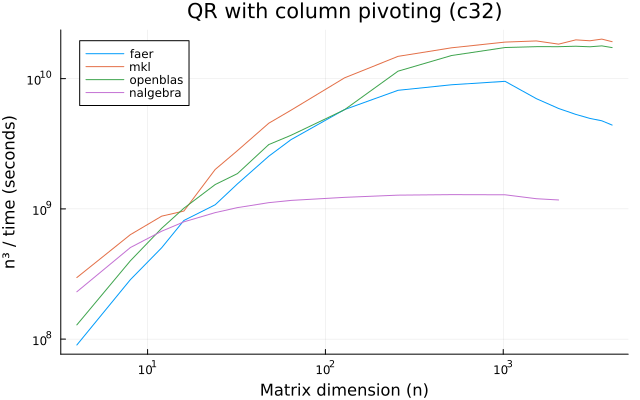 QR with column pivoting (c32)
faer
mkl
openblas
nalgebra
n³ / time (seconds)
10¹⁰
10⁹
10⁸
10¹ 10² 10³
Matrix dimension (n)